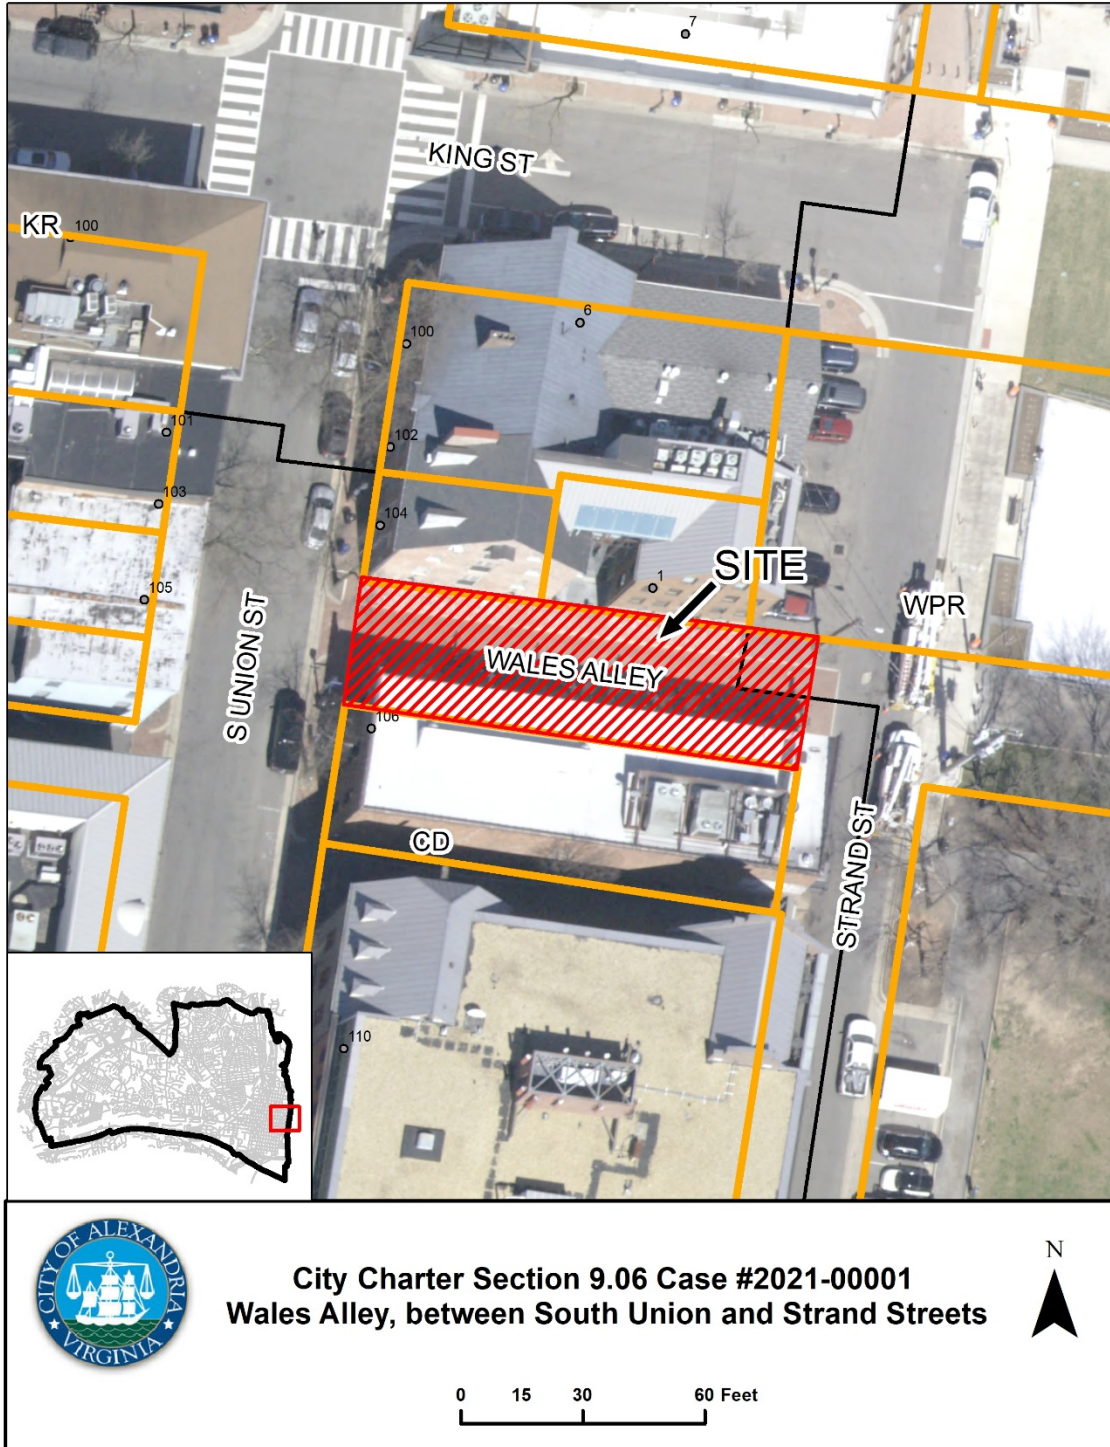 7
KING ST
KR
100
6
100
101
102
103
104
SITE
1
105
WPR
WALES ALLEY
S UNION ST
106
CD
STRAND ST
110
CITY OF ALEXANDRIA
VIRGINIA
City Charter Section 9.06 Case #2021-00001
Wales Alley, between South Union and Strand Streets
N
0 15 30 60 Feet